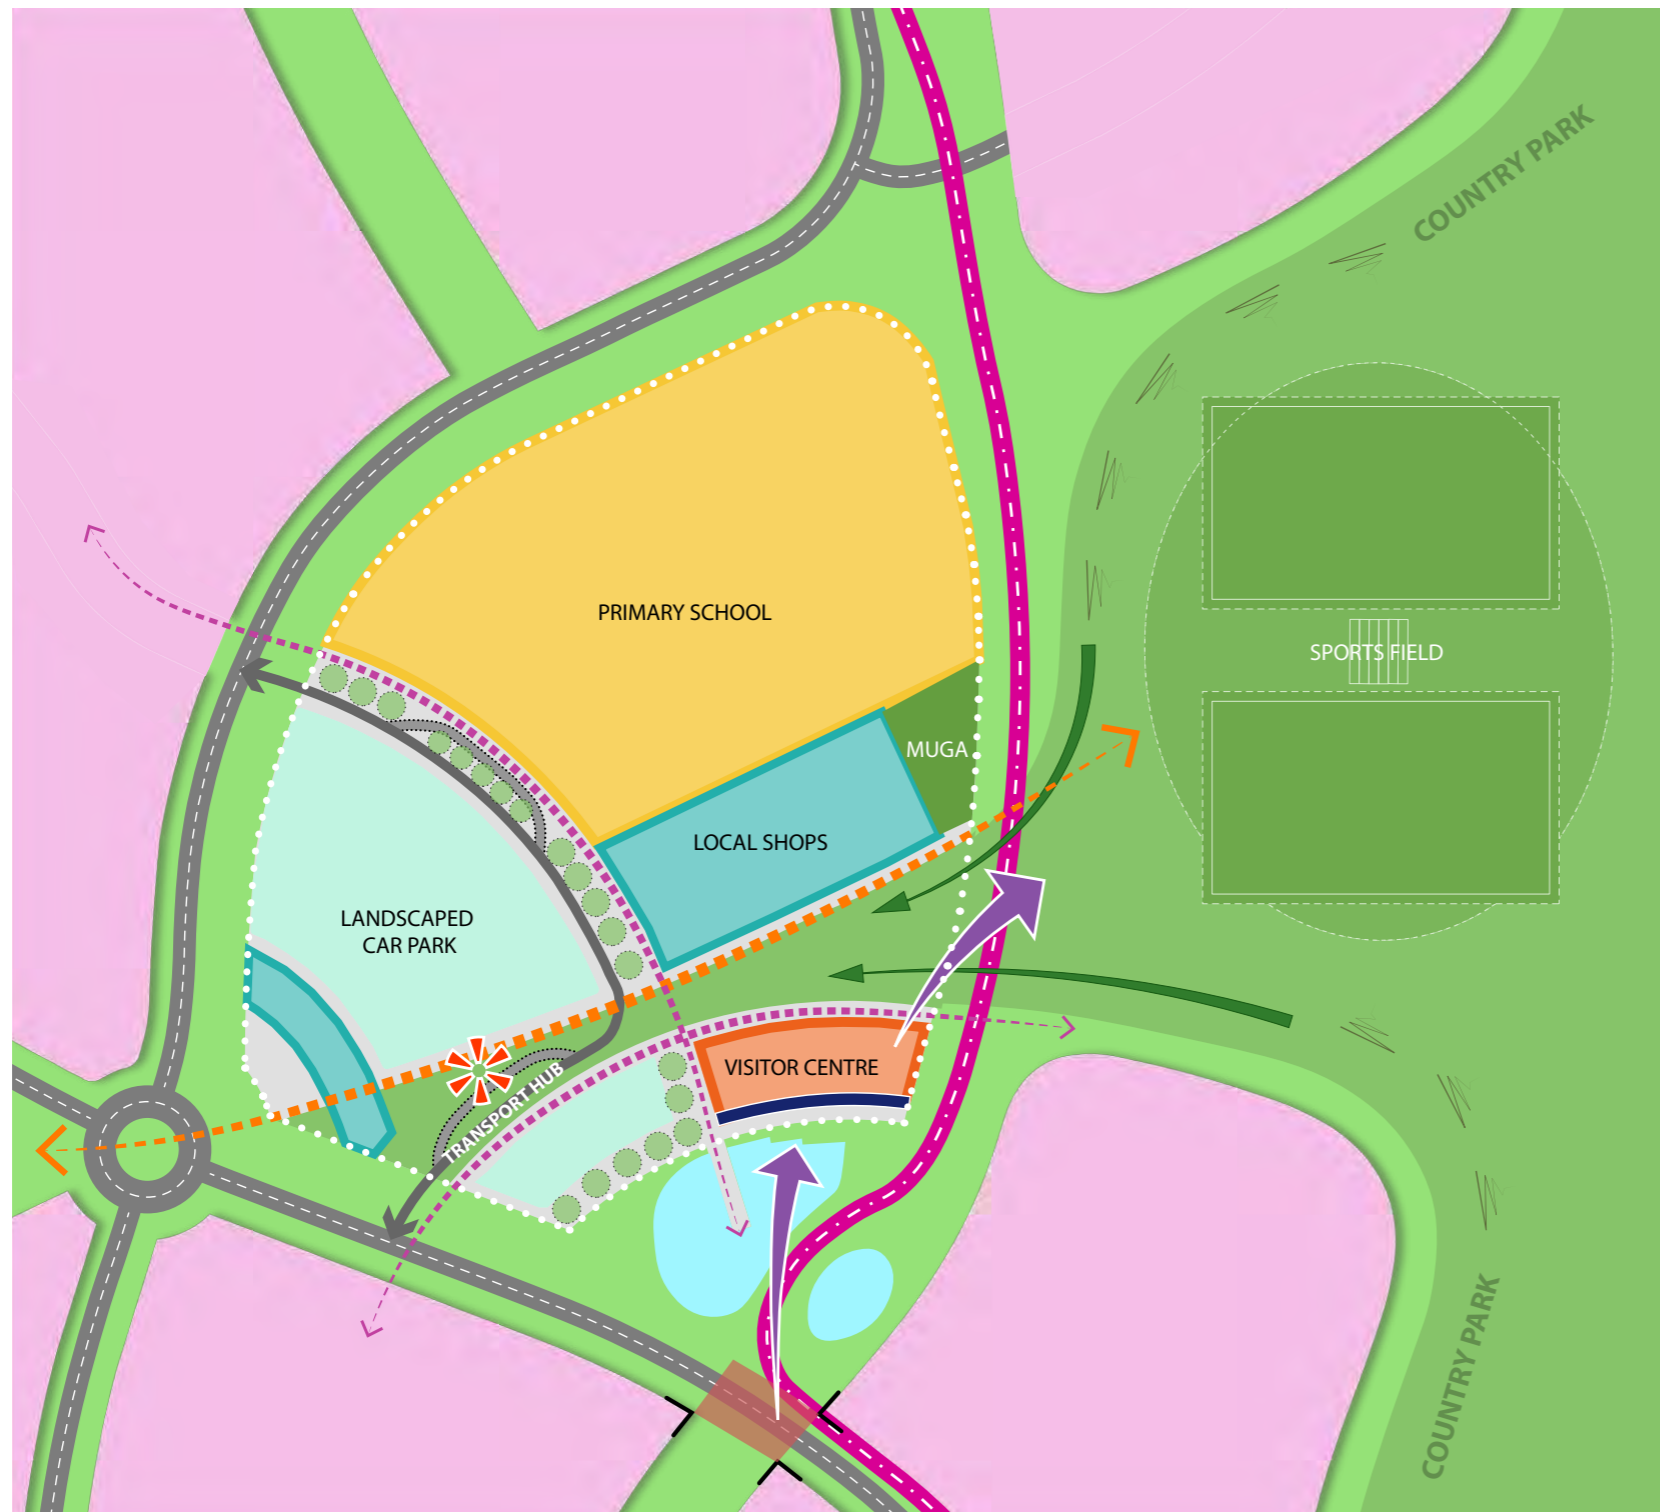 COUNTRY PARK
PRIMARY SCHOOL
SPORTS FIELD
MUGA
LOCAL SHOPS
LANDSCAPED
CAR PARK
VISITOR CENTRE
TRANSPORT HUB
COUNTRY PARK